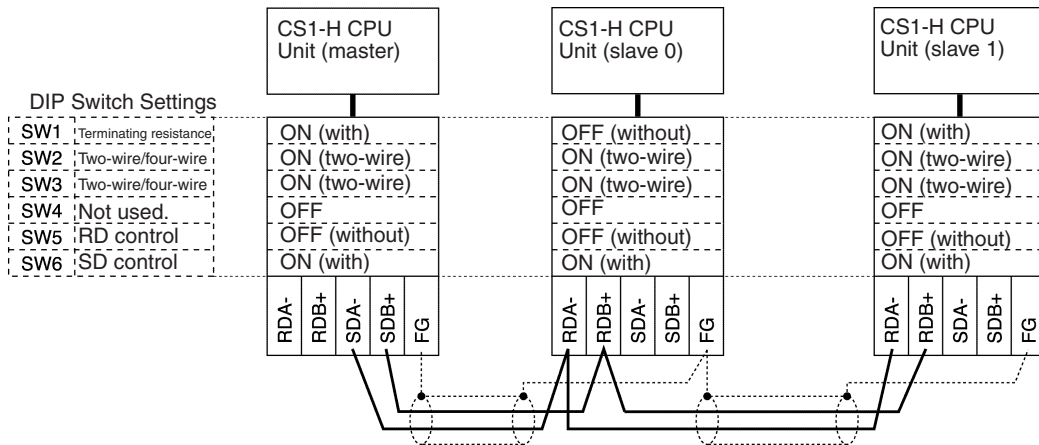 CS1-H CPU
Unit (master)
CS1-H CPU
Unit (slave 0)
CS1-H CPU
Unit (slave 1)
DIP Switch Settings
SW1 Terminating resistance ON (with) OFF (without) ON (with)
SW2 Two-wire/four-wire ON (two-wire) ON (two-wire) ON (two-wire)
SW3 Two-wire/four-wire ON (two-wire) ON (two-wire) ON (two-wire)
SW4 Not used. OFF OFF OFF
SW5 RD control OFF (without) OFF (without) OFF (without)
SW6 SD control ON (with) ON (with) ON (with)
RDA- RDB+ SDA- SDB+ FG RDA- RDB+ SDA- SDB+ FG RDA- RDB+ SDA- SDB+ FG